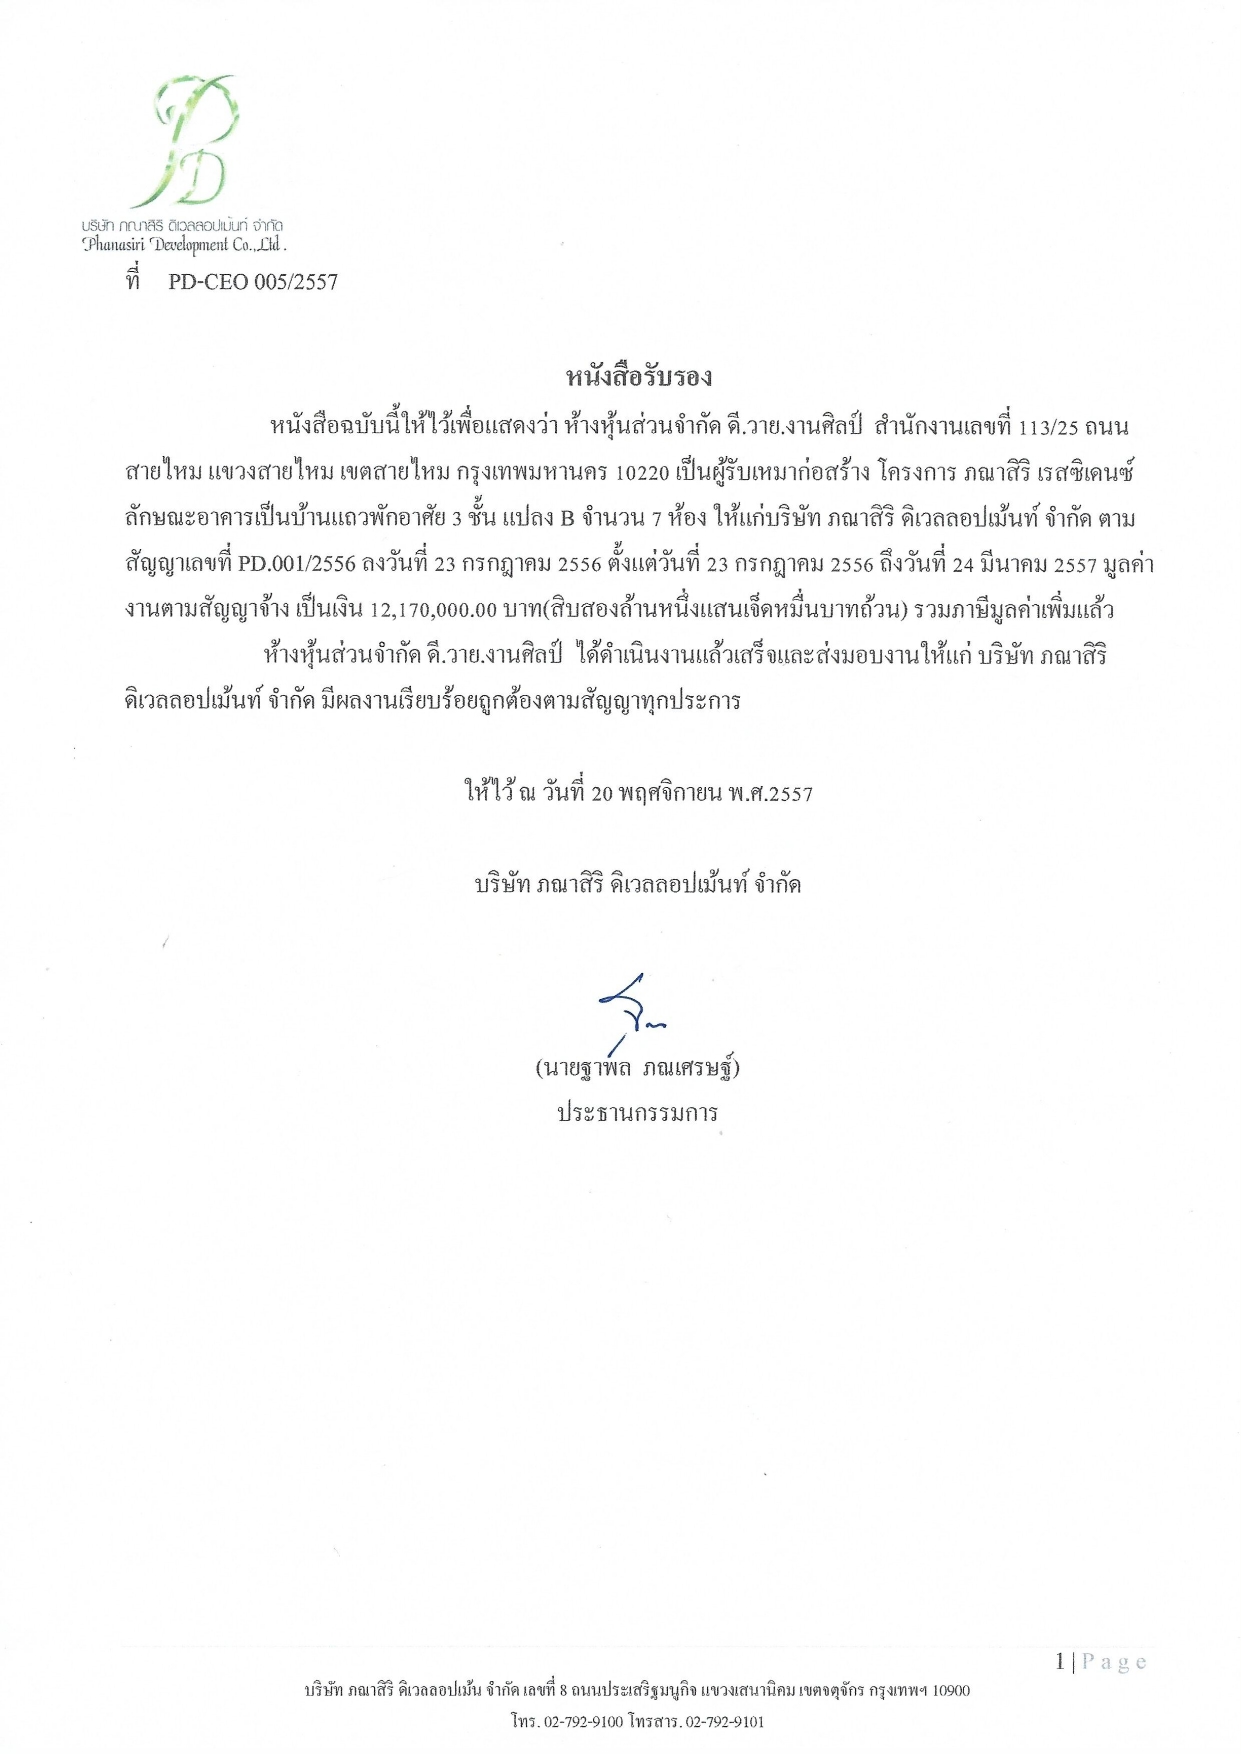 PD
บริษัท ภณาสิริ ดิเวลลอปเม้นท์ จำกัด
Phanasiri Development Co.,Ltd .
ที่ PD-CEO 005/2557
หนังสือรับรอง
หนังสือฉบับนี้ให้ไว้เพื่อแสดงว่า ห้างหุ้นส่วนจำกัด ดี.วาย.งานศิลป์ สำนักงานเลขที่ 113/25 ถนน
สายไหม แขวงสายไหม เขตสายไหม กรุงเทพมหานคร 10220 เป็นผู้รับเหมาก่อสร้าง โครงการ ภณาสิริ เรสซิเดนซ์
ลักษณะอาคารเป็นบ้านแถวพักอาศัย 3 ชั้น แปลง B จำนวน 7 ห้อง ให้แก่บริษัท ภณาสิริ ดิเวลลอปเม้นท์ จำกัด ตาม
สัญญาเลขที่ PD.001/2556 ลงวันที่ 23 กรกฎาคม 2556 ตั้งแต่วันที่ 23 กรกฎาคม 2556 ถึงวันที่ 24 มีนาคม 2557 มูลค่า
งานตามสัญญาจ้าง เป็นเงิน 12,170,000.00 บาท(สิบสองล้านหนึ่งแสนเจ็ดหมื่นบาทถ้วน) รวมภาษีมูลค่าเพิ่มแล้ว
ห้างหุ้นส่วนจำกัด ดี.วาย.งานศิลป์ ได้ดำเนินงานแล้วเสร็จและส่งมอบงานให้แก่ บริษัท ภณาสิริ
ดิเวลลอปเม้นท์ จำกัด มีผลงานเรียบร้อยถูกต้องตามสัญญาทุกประการ
ให้ไว้ ณ วันที่ 20 พฤศจิกายน พ.ศ.2557
บริษัท ภณาสิริ ดิเวลลอปเม้นท์ จำกัด
(นายฐาพล ภณเศรษฐ์)
ประธานกรรมการ
1 | Page
บริษัท ภณาสิริ ดิเวลลอปเม้น จำกัด เลขที่ 8 ถนนประเสริฐมนูกิจ แขวงเสนานิคม เขตจตุจักร กรุงเทพฯ 10900
โทร. 02-792-9100 โทรสาร. 02-792-9101